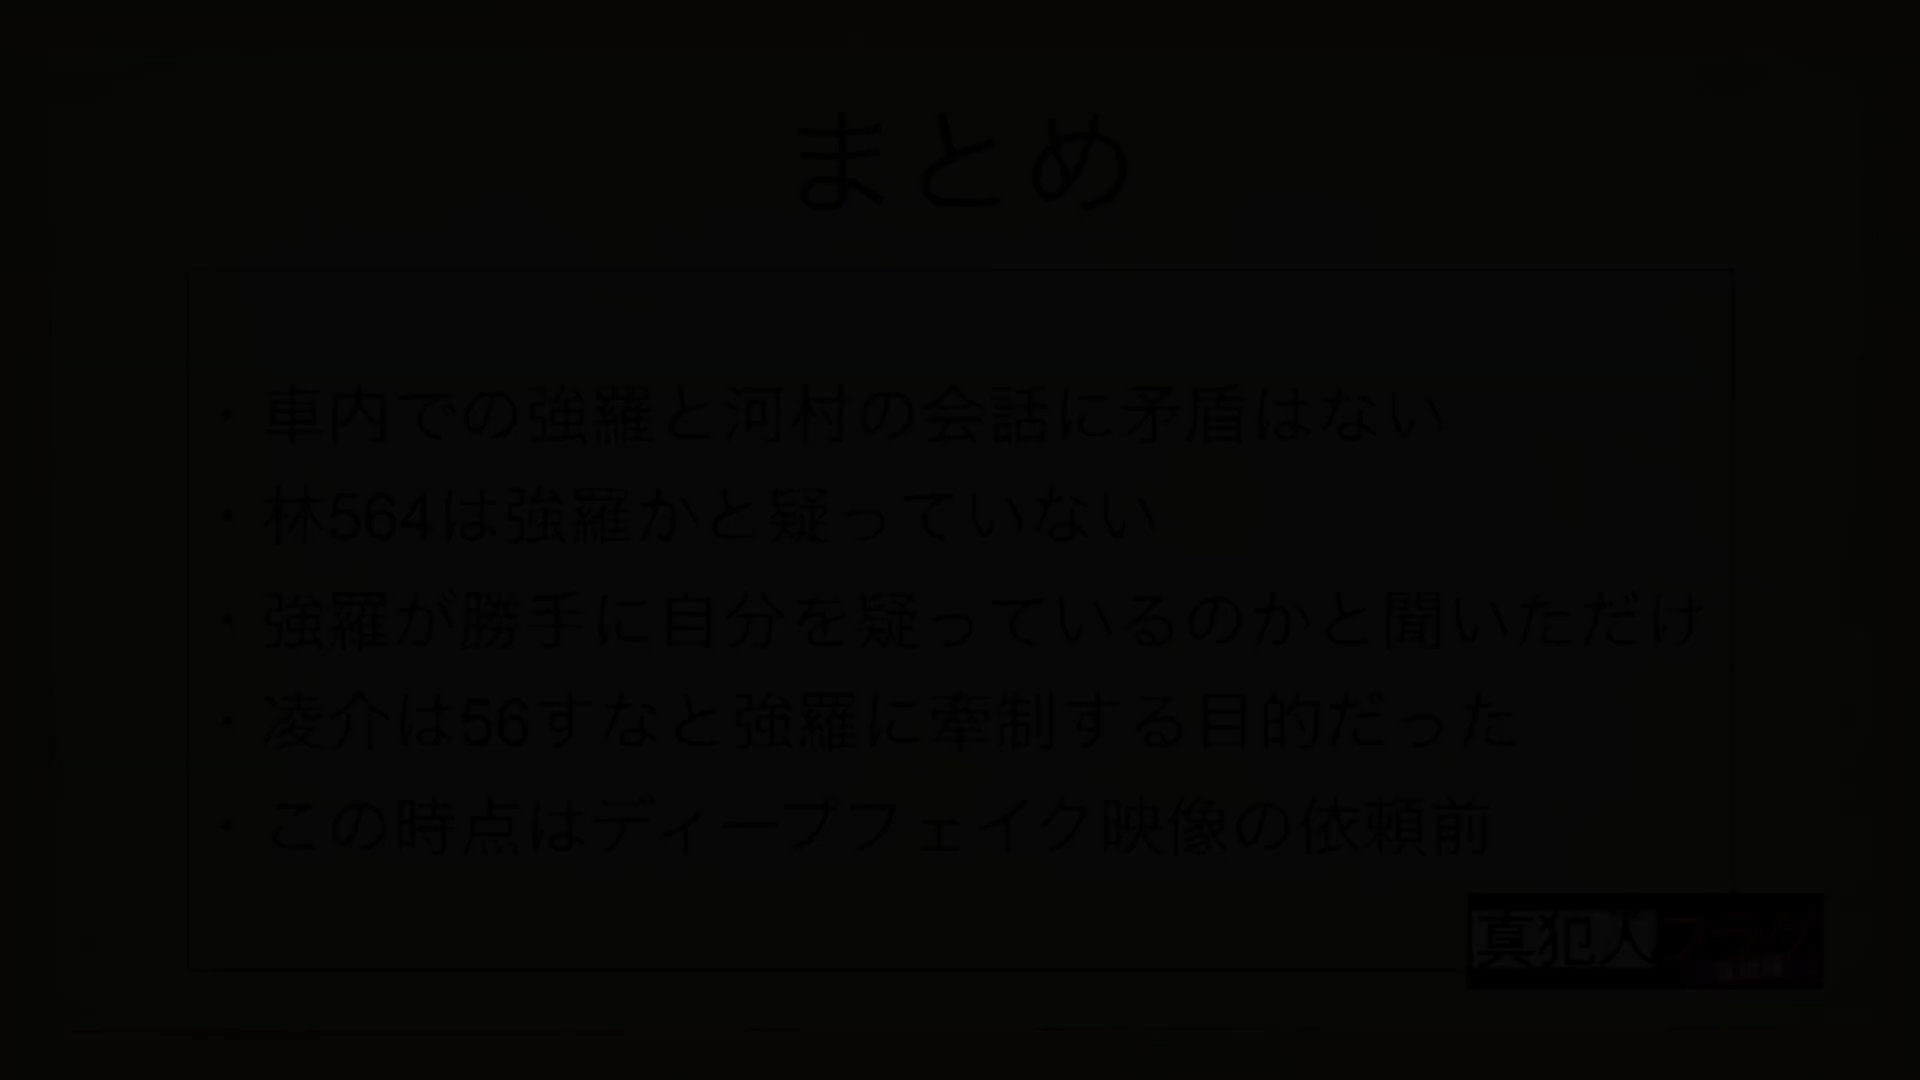 まとめ
・車内での強羅と河村の会話に矛盾はない
・林564は強羅かと疑っていない
・強羅が勝手に自分を疑っているのかと聞いただけ
・凌介は56すなと強羅に牽制する目的だった
・この時点はディープフェイク映像の依頼前
真犯人フラグ